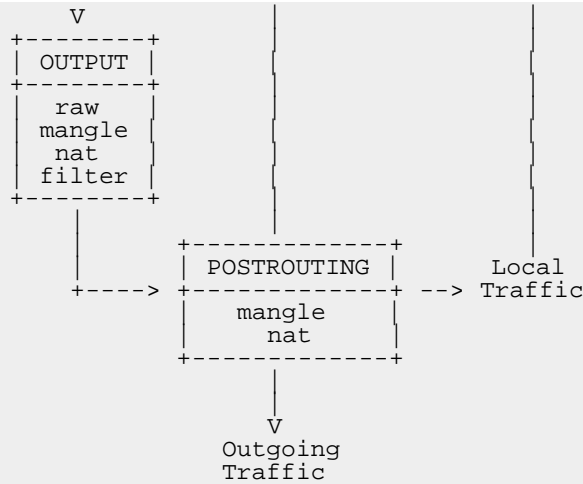 V
OUTPUT
raw
mangle
nat
filter
POSTROUTING
Local
Traffic
mangle
nat
V
Outgoing
Traffic